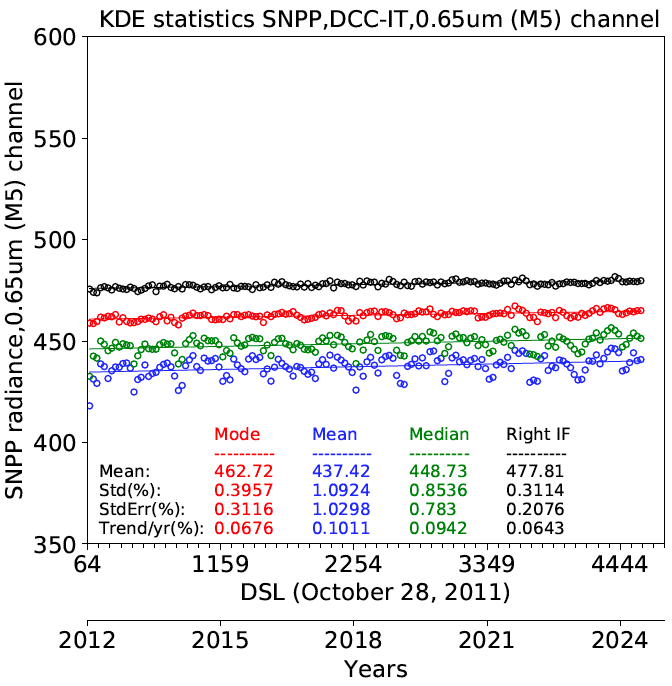 KDE statistics SNPP,DCC-IT,0.65um (M5) channel
SNPP radiance,0.65um (M5) channel
600
550
500
450
400
350
Mode Mean Median Right IF
---------- ---------- ---------- ----------
Mean: 462.72 437.42 448.73 477.81
Std(%): 0.3957 1.0924 0.8536 0.3114
StdErr(%): 0.3116 1.0298 0.783 0.2076
Trend/yr(%): 0.0676 0.1011 0.0942 0.0643
64 1159 2254 3349 4444
DSL (October 28, 2011)
2012 2015 2018 2021 2024
Years